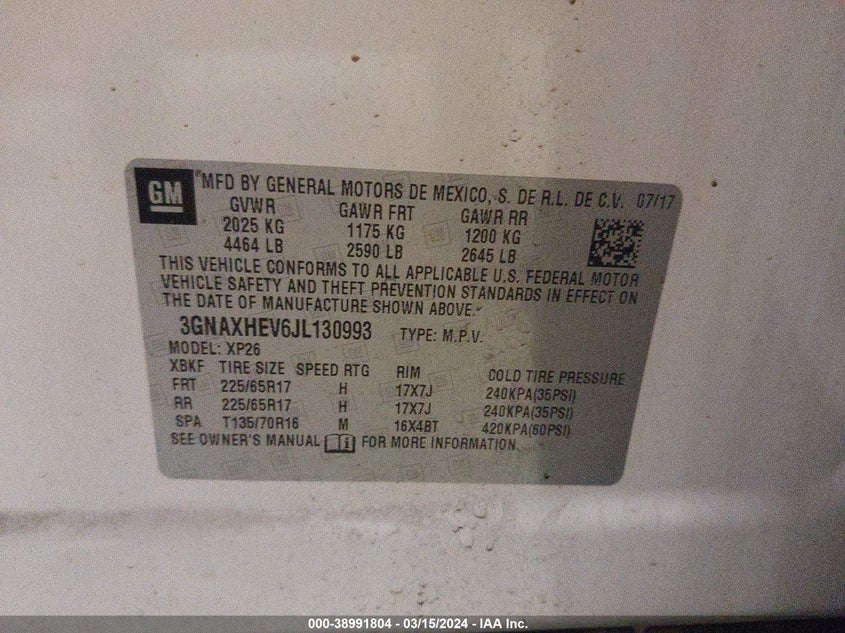 GM
MFD BY GENERAL MOTORS DE MEXICO, S. DE R.L. DE C.V. 07/17
GVWR GAWR FRT GAWR RR
2025 KG 1175 KG 1200 KG
4464 LB 2590 LB 2645 LB
THIS VEHICLE CONFORMS TO ALL APPLICABLE U.S. FEDERAL MOTOR
VEHICLE SAFETY AND THEFT PREVENTION STANDARDS IN EFFECT ON
THE DATE OF MANUFACTURE SHOWN ABOVE.
3GNAXHEV6JL130993 TYPE: M.P.V.
MODEL: XP26
XBKF TIRE SIZE SPEED RTG RIM COLD TIRE PRESSURE
FRT 225/65R17 H 17X7J 240KPA(35PSI)
RR 225/65R17 H 17X7J 240KPA(35PSI)
SPA T135/70R16 M 16X4BT 420KPA(60PSI)
SEE OWNER'S MANUAL FOR MORE INFORMATION.
000-38991804 - 03/15/2024 - IAA Inc.